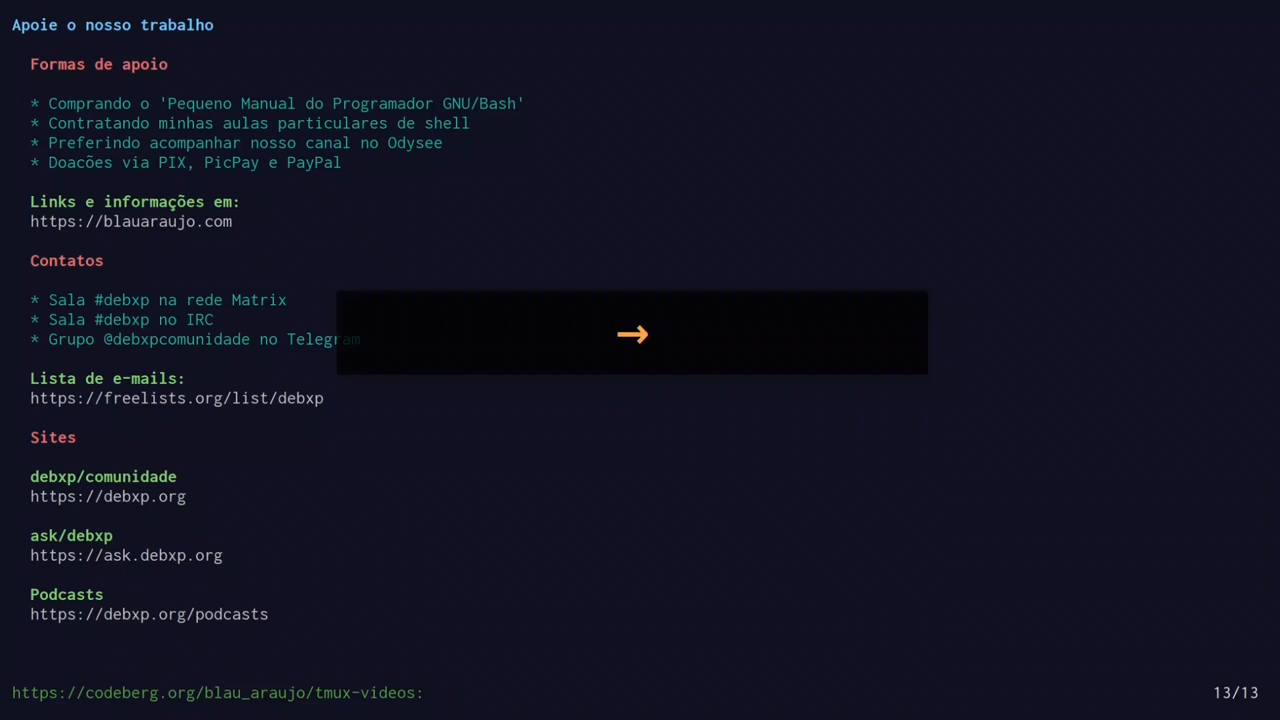 Apoie o nosso trabalho
Formas de apoio
* Comprando o 'Pequeno Manual do Programador GNU/Bash'
* Contratando minhas aulas particulares de shell
* Preferindo acompanhar nosso canal no Odysee
* Doacões via PIX, PicPay e PayPal
Links e informações em:
https://blauaraujo.com
Contatos
* Sala #debxp na rede Matrix
* Sala #debxp no IRC
* Grupo @debxpcomunidade no Telegram
→
Lista de e-mails:
https://freelists.org/list/debxp
Sites
debxp/comunidade
https://debxp.org
ask/debxp
https://ask.debxp.org
Podcasts
https://debxp.org/podcasts
https://codeberg.org/blau_araujo/tmux-videos:
13/13